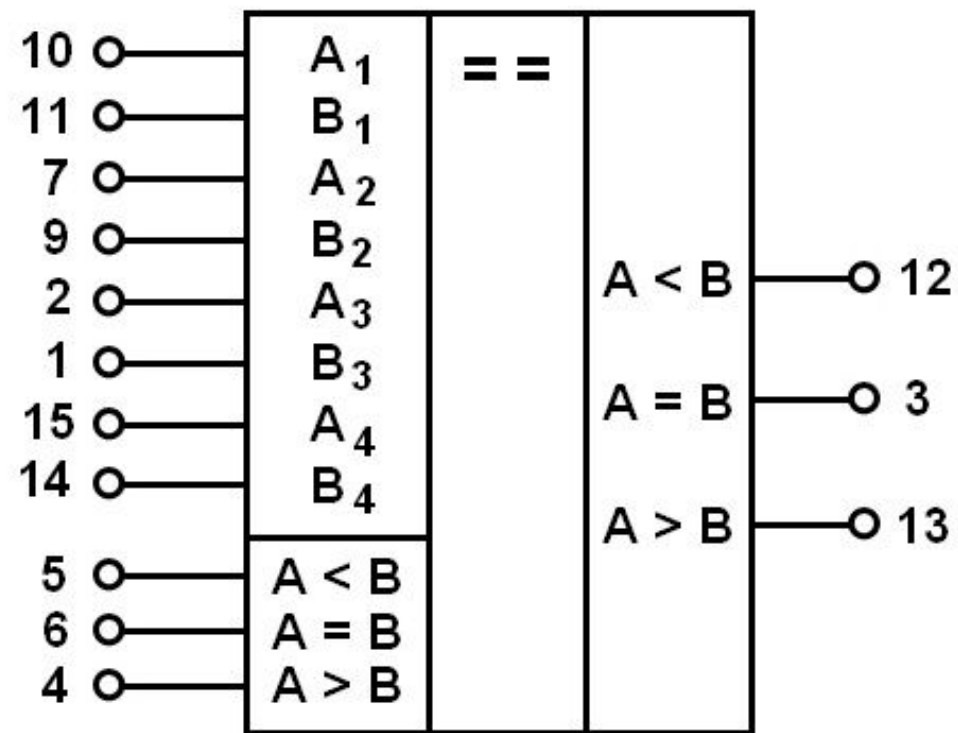 10 A1 ==
11 B1
7 A2
9 B2
A < B 12
2 A3
1 B3
A = B 3
15 A4
14 B4
A > B 13
5 A < B
6 A = B
4 A > B